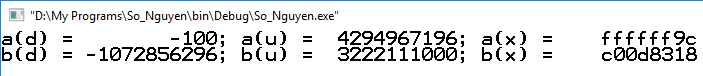 "D:\My Programs\So_Nguyen\bin\Debug\So_Nguyen.exe"
a(d) =        -100; a(u) =  4294967196; a(x) =    ffffff9c
b(d) = -1072856296; b(u) =  3222111000; b(x) =    c00d8318